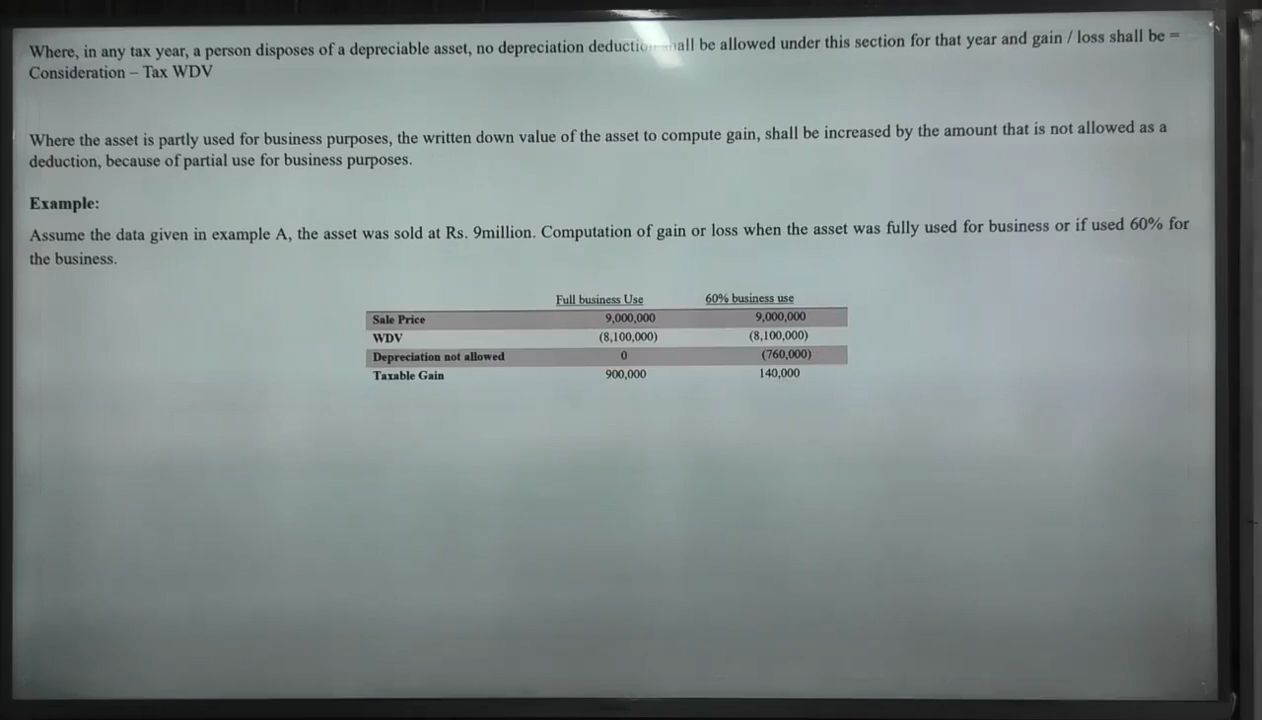 Where, in any tax year, a person disposes of a depreciable asset, no depreciation deduction shall be allowed under this section for that year and gain / loss shall be =
Consideration – Tax WDV
Where the asset is partly used for business purposes, the written down value of the asset to compute gain, shall be increased by the amount that is not allowed as a
deduction, because of partial use for business purposes.
Example:
Assume the data given in example A, the asset was sold at Rs. 9million. Computation of gain or loss when the asset was fully used for business or if used 60% for
the business.
Full business Use 60% business use
Sale Price 9,000,000 9,000,000
WDV (8,100,000) (8,100,000)
Depreciation not allowed 0 (760,000)
Taxable Gain 900,000 140,000